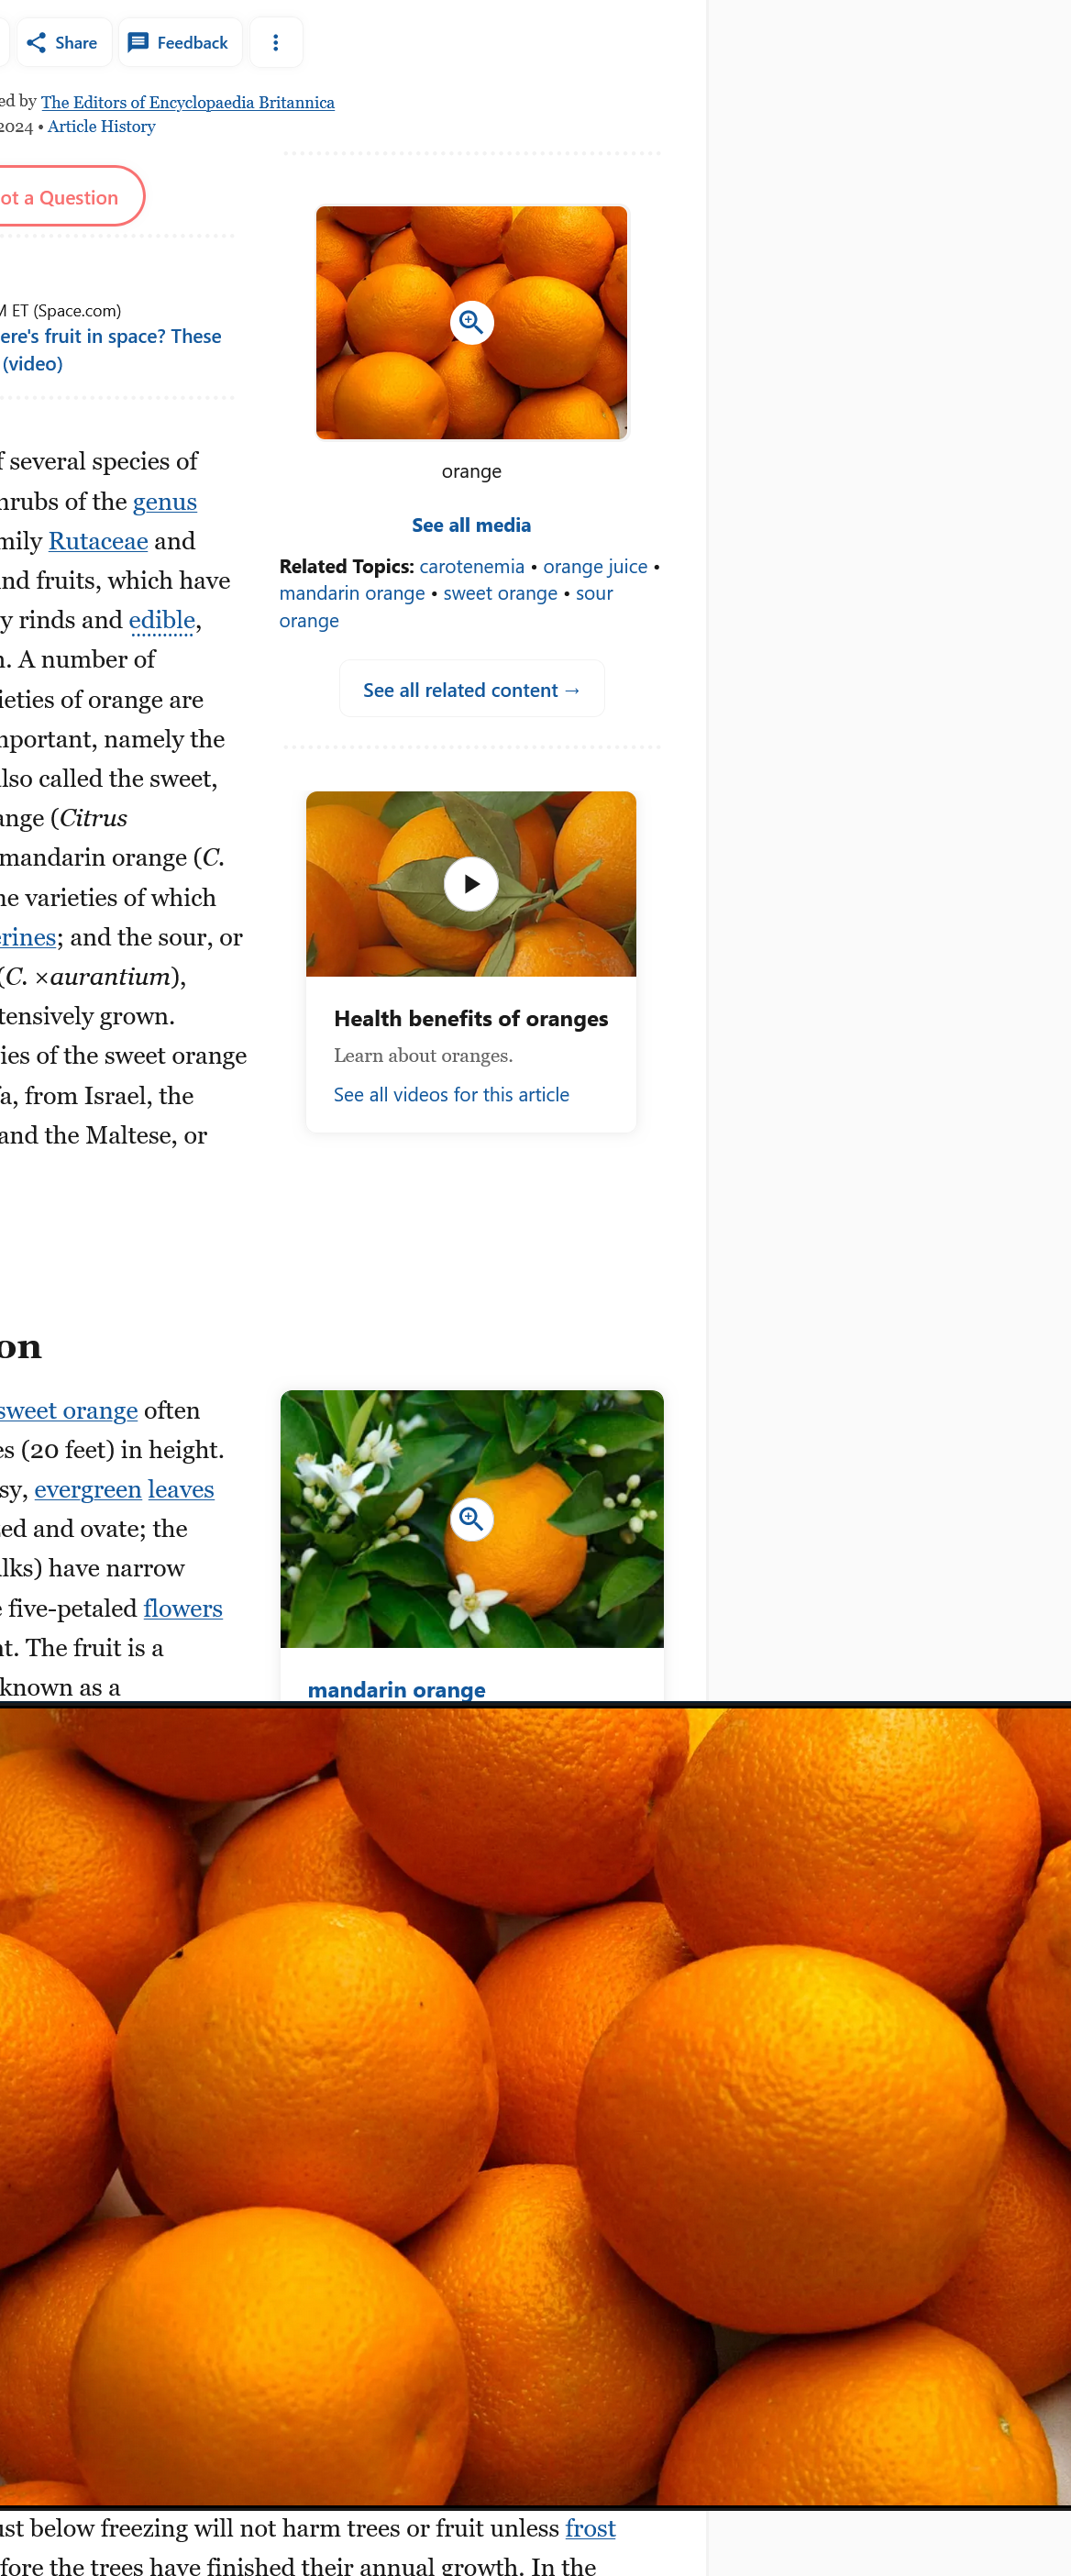 Share Feedback
ed by The Editors of Encyclopaedia Britannica
2024 • Article History
ot a Question
M ET (Space.com)
ere's fruit in space? These
(video)
f several species of
hrubs of the genus
mily Rutaceae and
nd fruits, which have
y rinds and edible,
n. A number of
ieties of orange are
mportant, namely the
lso called the sweet,
ange (Citrus
mandarin orange (C.
he varieties of which
erines; and the sour, or
(C. ×aurantium),
tensively grown.
ies of the sweet orange
fa, from Israel, the
and the Maltese, or
orange
See all media
Related Topics: carotenemia • orange juice •
mandarin orange • sweet orange • sour
orange
See all related content →
Health benefits of oranges
Learn about oranges.
See all videos for this article
on
sweet orange often
es (20 feet) in height.
sy, evergreen leaves
ed and ovate; the
lks) have narrow
e five-petaled flowers
nt. The fruit is a
known as a
mandarin orange
ust below freezing will not harm trees or fruit unless frost
fore the trees have finished their annual growth. In the